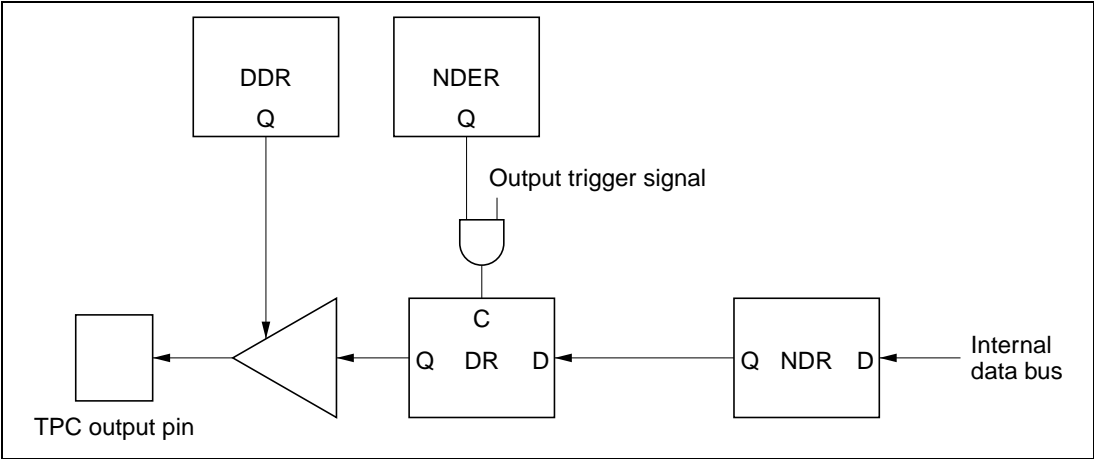 DDR
Q
NDER
Q
Output trigger signal
C
Q DR D
Q NDR D
Internal
data bus
TPC output pin